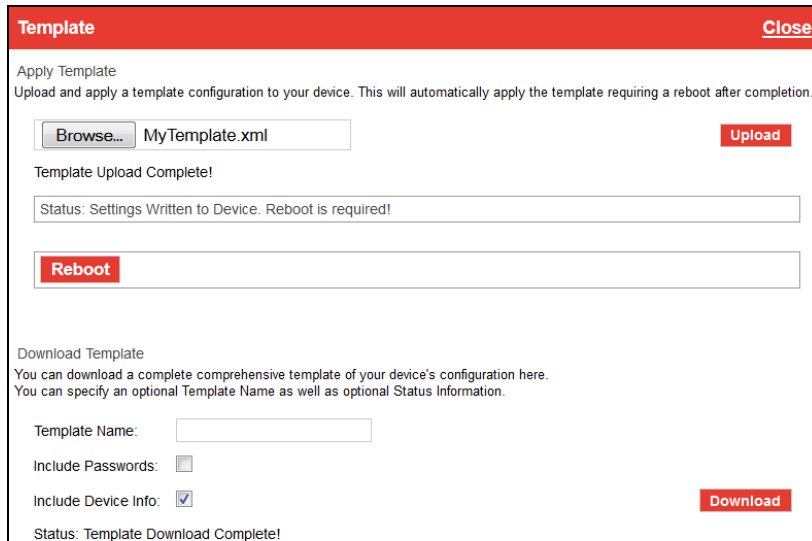 Template Close
Apply Template
Upload and apply a template configuration to your device. This will automatically apply the template requiring a reboot after completion.
Browse... MyTemplate.xml Upload
Template Upload Complete!
Status: Settings Written to Device. Reboot is required!
Reboot
Download Template
You can download a complete comprehensive template of your device's configuration here.
You can specify an optional Template Name as well as optional Status Information.
Template Name:
Include Passwords:
Include Device Info: Download
Status: Template Download Complete!